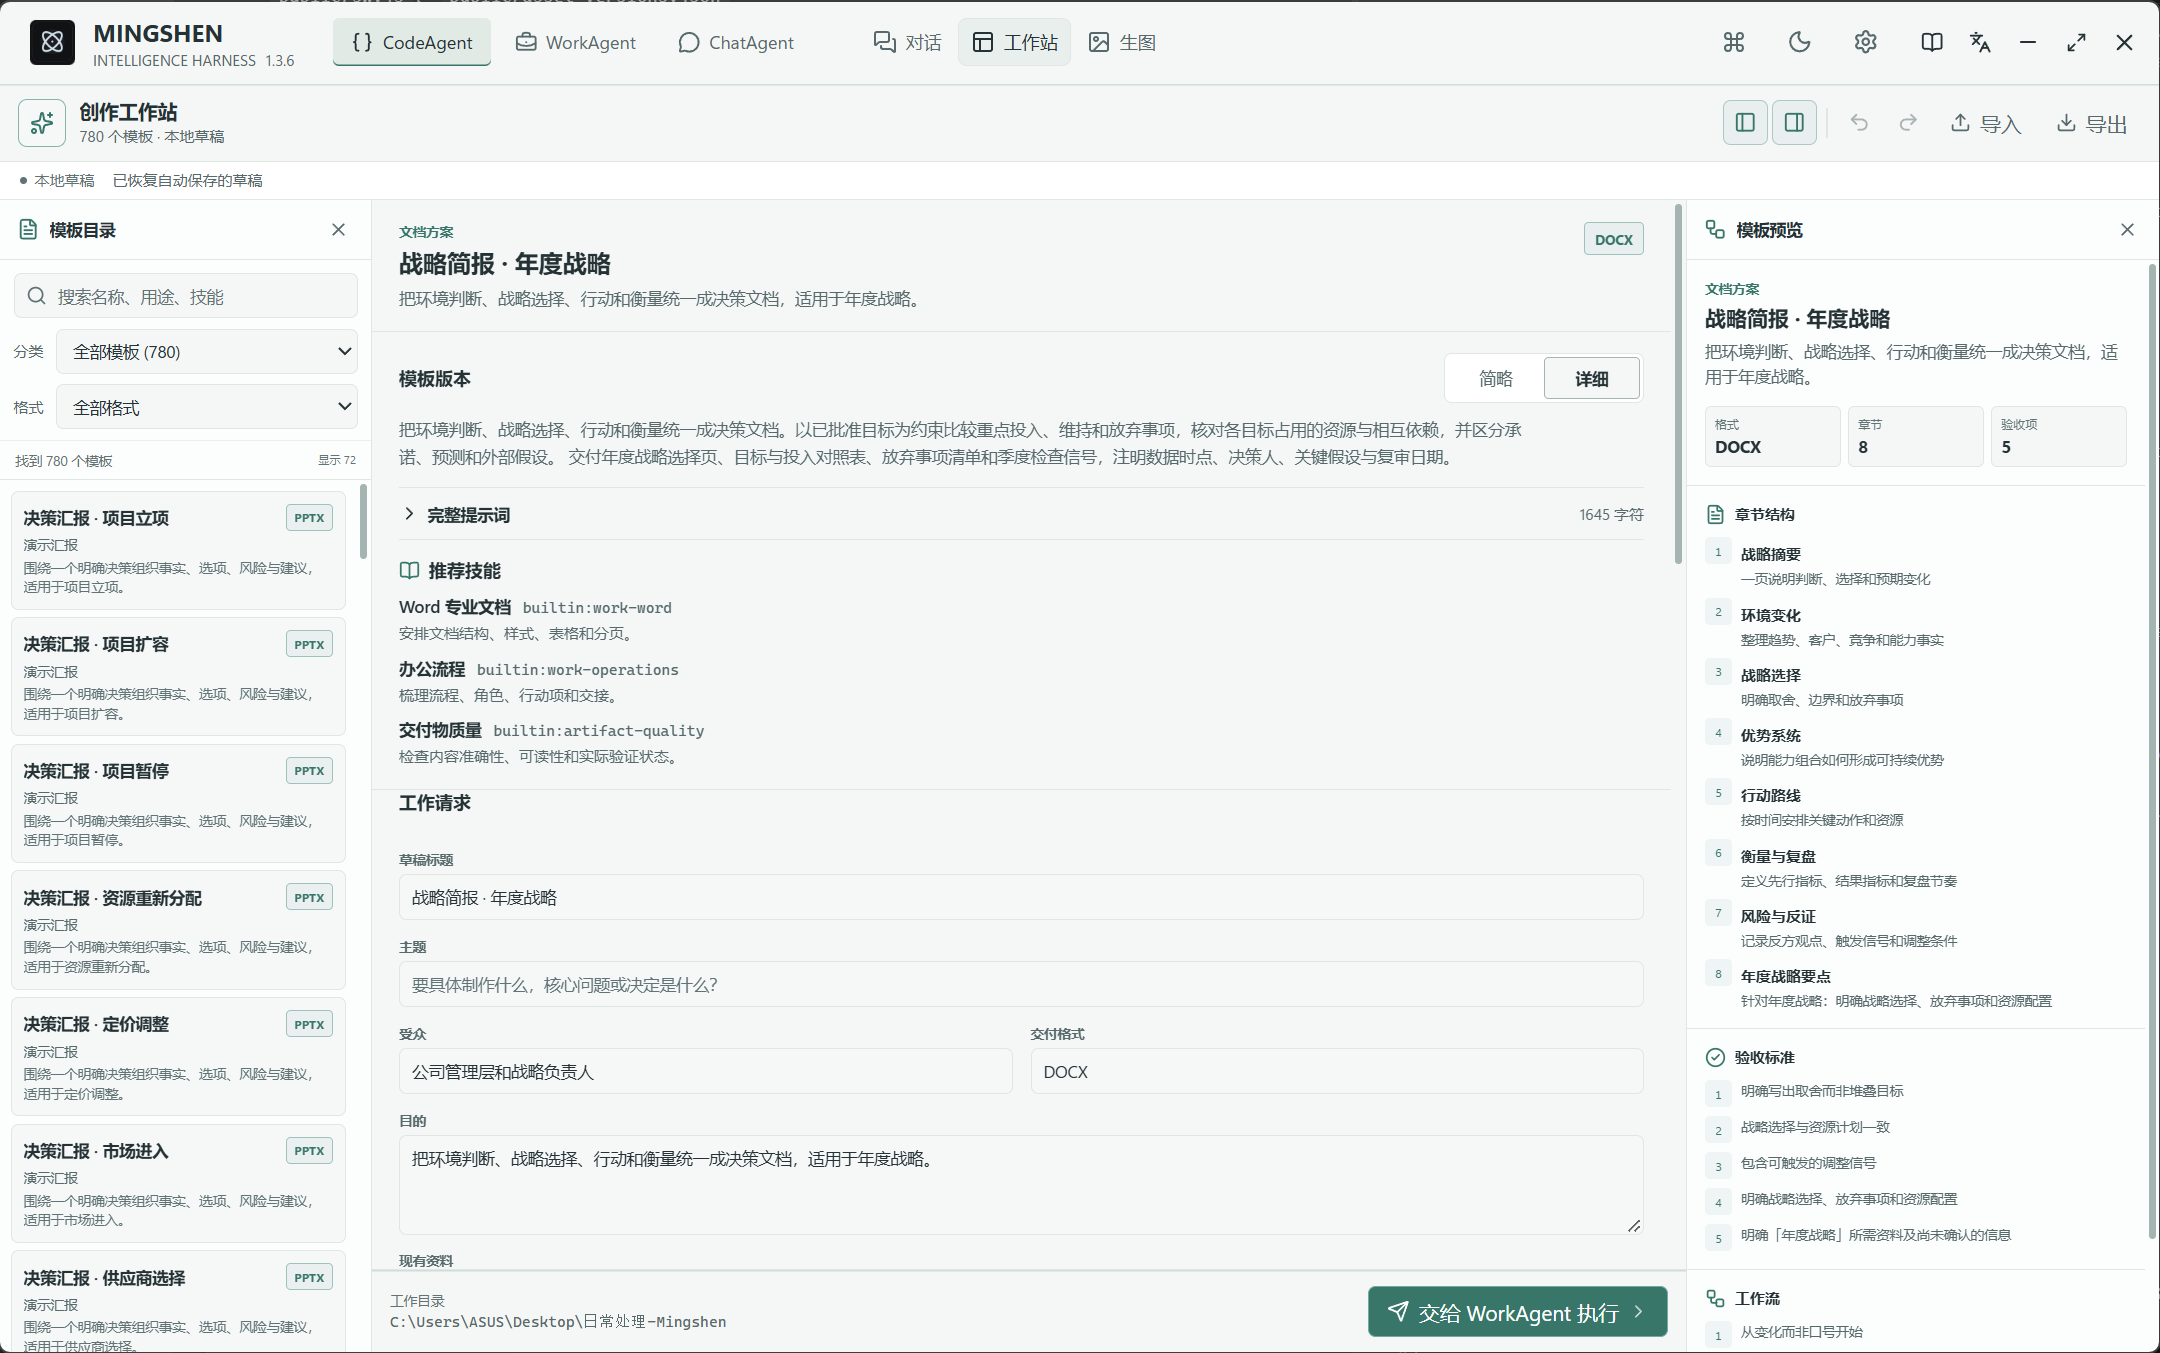 MINGSHEN
INTELLIGENCE HARNESS 1.3.6
{} CodeAgent
WorkAgent
ChatAgent
对话
工作站
生图
创作工作站
780 个模板 · 本地草稿
导入
导出
本地草稿 已恢复自动保存的草稿
模板目录
搜索名称、用途、技能
分类
全部模板 (780)
格式
全部格式
找到 780 个模板
显示 72
决策汇报 · 项目立项
PPTX
演示汇报
围绕一个明确决策组织事实、选项、风险与建议，
适用于项目立项。
决策汇报 · 项目扩容
PPTX
演示汇报
围绕一个明确决策组织事实、选项、风险与建议，
适用于项目扩容。
决策汇报 · 项目暂停
PPTX
演示汇报
围绕一个明确决策组织事实、选项、风险与建议，
适用于项目暂停。
决策汇报 · 资源重新分配
PPTX
演示汇报
围绕一个明确决策组织事实、选项、风险与建议，
适用于资源重新分配。
决策汇报 · 定价调整
PPTX
演示汇报
围绕一个明确决策组织事实、选项、风险与建议，
适用于定价调整。
决策汇报 · 市场进入
PPTX
演示汇报
围绕一个明确决策组织事实、选项、风险与建议，
适用于市场进入。
决策汇报 · 供应商选择
PPTX
演示汇报
围绕一个明确决策组织事实、选项、风险与建议，
适用于供应商选择。
文档方案
战略简报 · 年度战略
DOCX
把环境判断、战略选择、行动和衡量统一成决策文档，适用于年度战略。
模板版本
简略
详细
把环境判断、战略选择、行动和衡量统一成决策文档。以已批准目标为约束比较重点投入、维持和放弃事项，核对各目标占用的资源与相互依赖，并区分承
诺、预测和外部假设。 交付年度战略选择页、目标与投入对照表、放弃事项清单和季度检查信号，注明数据时点、决策人、关键假设与复审日期。
完整提示词
1645 字符
推荐技能
Word 专业文档 builtin:work-word
安排文档结构、样式、表格和分页。
办公流程 builtin:work-operations
梳理流程、角色、行动项和交接。
交付物质量 builtin:artifact-quality
检查内容准确性、可读性和实际验证状态。
工作请求
草稿标题
战略简报 · 年度战略
主题
要具体制作什么，核心问题或决定是什么？
受众
公司管理层和战略负责人
交付格式
DOCX
目的
把环境判断、战略选择、行动和衡量统一成决策文档，适用于年度战略。
现有资料
工作目录
C:\Users\ASUS\Desktop\日常处理-Mingshen
交给 WorkAgent 执行
模板预览
文档方案
战略简报 · 年度战略
把环境判断、战略选择、行动和衡量统一成决策文档，适
用于年度战略。
格式
DOCX
章节
8
验收项
5
章节结构
1 战略摘要
一页说明判断、选择和预期变化
2 环境变化
整理趋势、客户、竞争和能力事实
3 战略选择
明确取舍、边界和放弃事项
4 优势系统
说明能力组合如何形成可持续优势
5 行动路线
按时间安排关键动作和资源
6 衡量与复盘
定义先行指标、结果指标和复盘节奏
7 风险与反证
记录反方观点、触发信号和调整条件
8 年度战略要点
针对年度战略：明确战略选择、放弃事项和资源配置
验收标准
1 明确写出取舍而非堆叠目标
2 战略选择与资源计划一致
3 包含可触发的调整信号
4 明确战略选择、放弃事项和资源配置
5 明确「年度战略」所需资料及尚未确认的信息
工作流
1 从变化而非口号开始